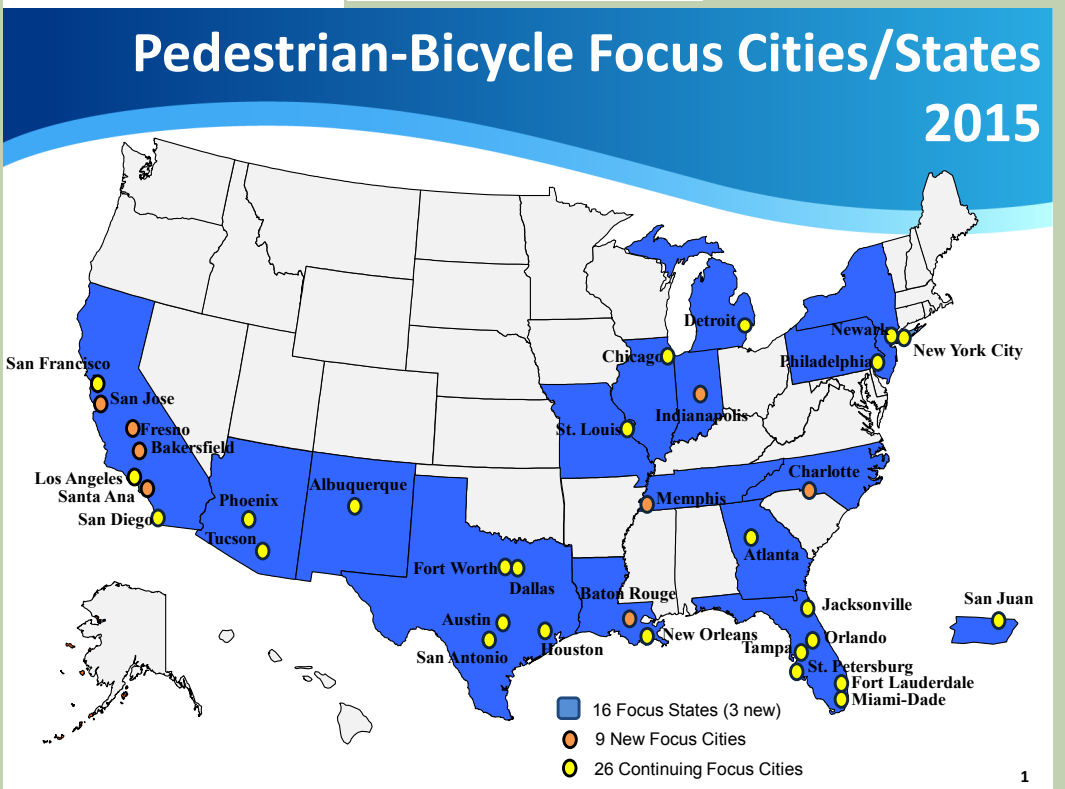 Pedestrian-Bicycle Focus Cities/States
2015
Detroit
Newark
Chicago
New York City
San Francisco
Philadelphia
San Jose
Indianapolis
Fresno
St. Louis
Bakersfield
Charlotte
Los Angeles
Albuquerque
Santa Ana
Memphis
Phoenix
San Diego
Tucson
Atlanta
Fort Worth
Dallas
Baton Rouge
San Juan
Jacksonville
Austin
New Orleans
Orlando
San Antonio
Houston
Tampa
St. Petersburg
Fort Lauderdale
Miami-Dade
16 Focus States (3 new)
9 New Focus Cities
26 Continuing Focus Cities
1